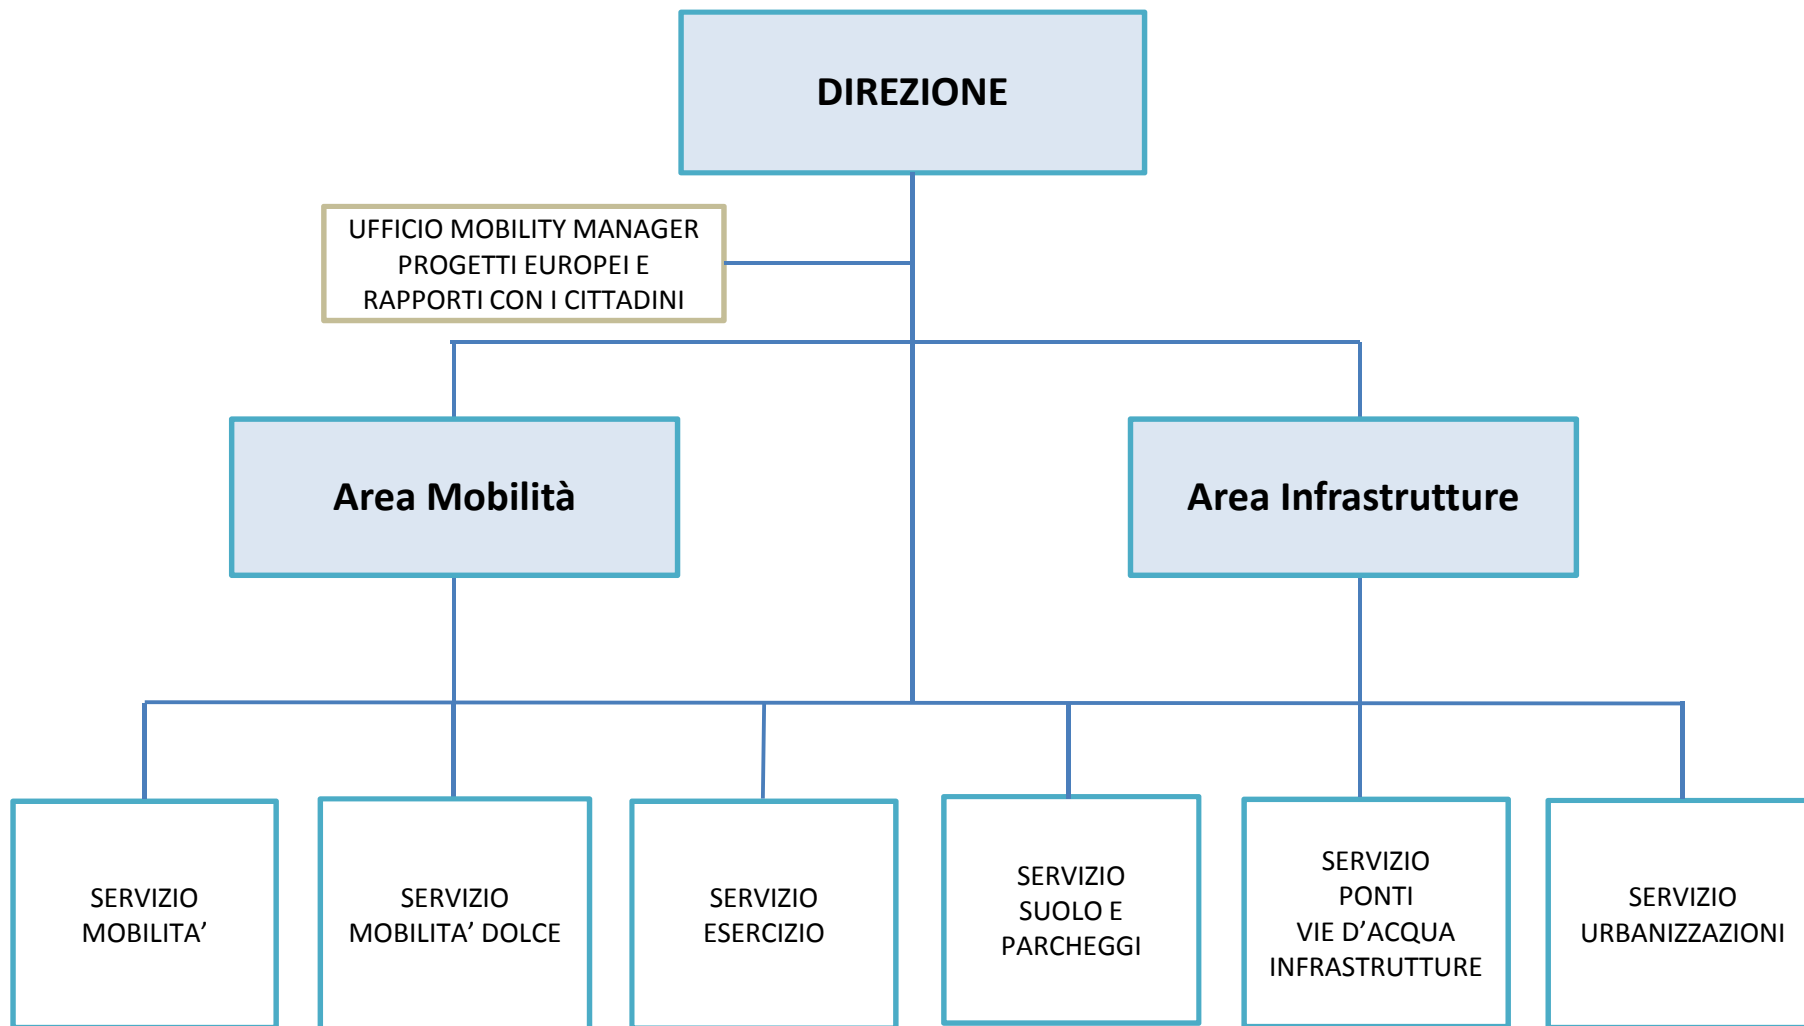 DIREZIONE
UFFICIO MOBILITY MANAGER
PROGETTI EUROPEI E
RAPPORTI CON I CITTADINI
Area Mobilità
Area Infrastrutture
SERVIZIO
MOBILITA’
SERVIZIO
MOBILITA’ DOLCE
SERVIZIO
ESERCIZIO
SERVIZIO
SUOLO E
PARCHEGGI
SERVIZIO
PONTI
VIE D’ACQUA
INFRASTRUTTURE
SERVIZIO
URBANIZZAZIONI